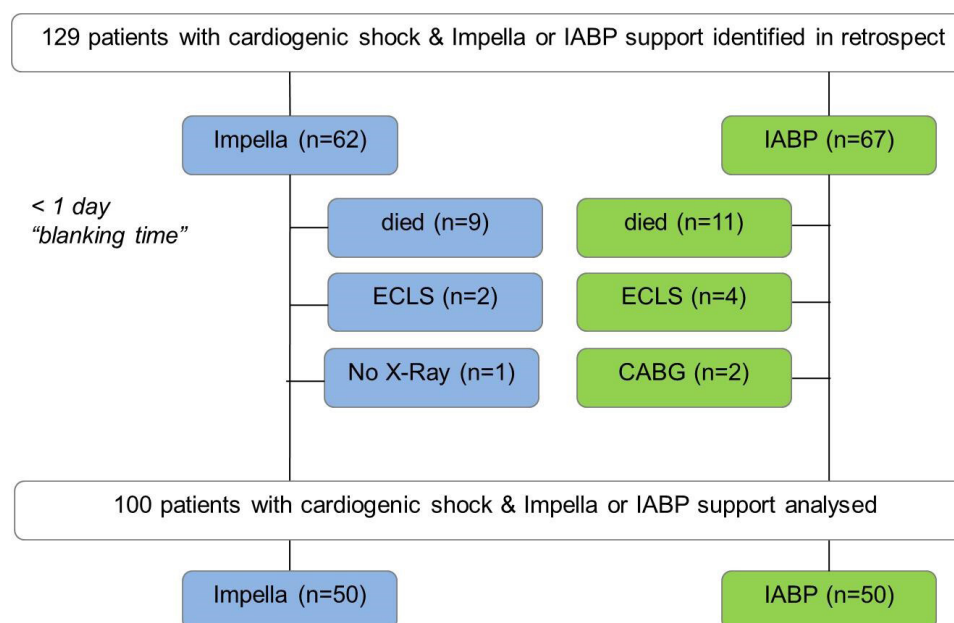 129 patients with cardiogenic shock & Impella or IABP support identified in retrospect
Impella (n=62)
IABP (n=67)
< 1 day
“blanking time”
died (n=9)
died (n=11)
ECLS (n=2)
ECLS (n=4)
No X-Ray (n=1)
CABG (n=2)
100 patients with cardiogenic shock & Impella or IABP support analysed
Impella (n=50)
IABP (n=50)